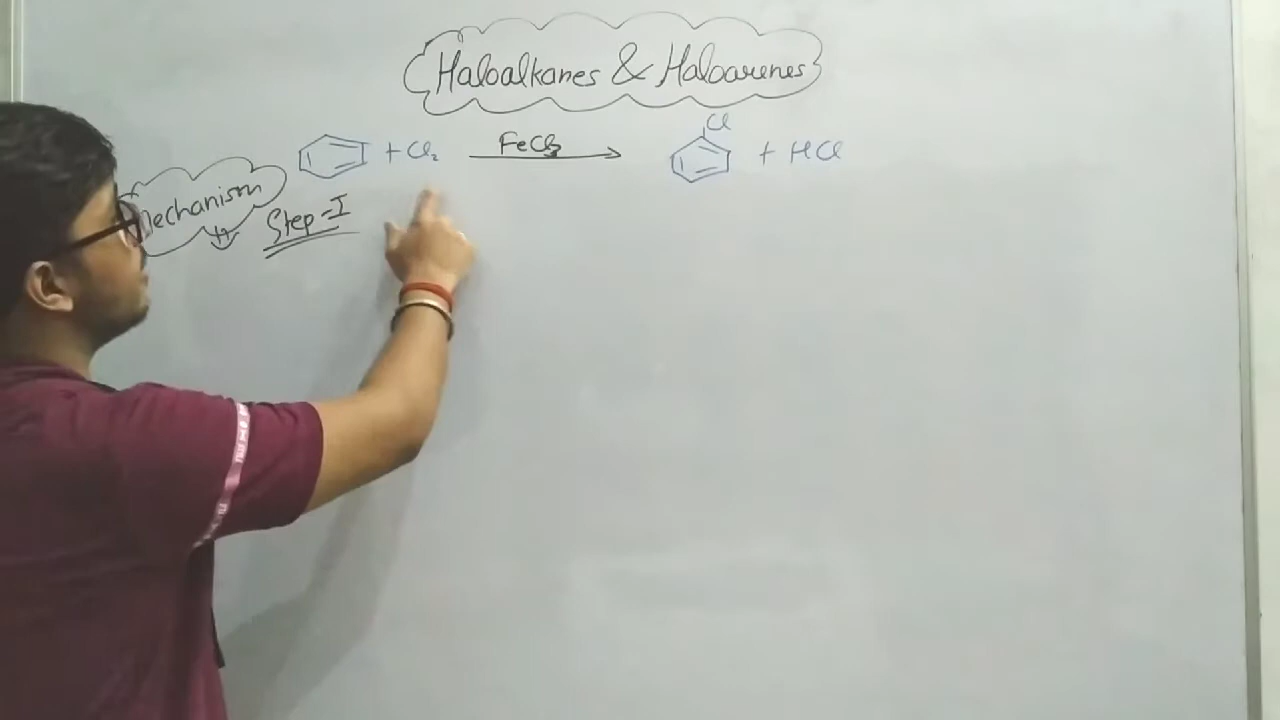 Haloalkanes & Haloarenes
+ Cl₂ FeCl₃ Cl + HCl
Mechanism
Step-I